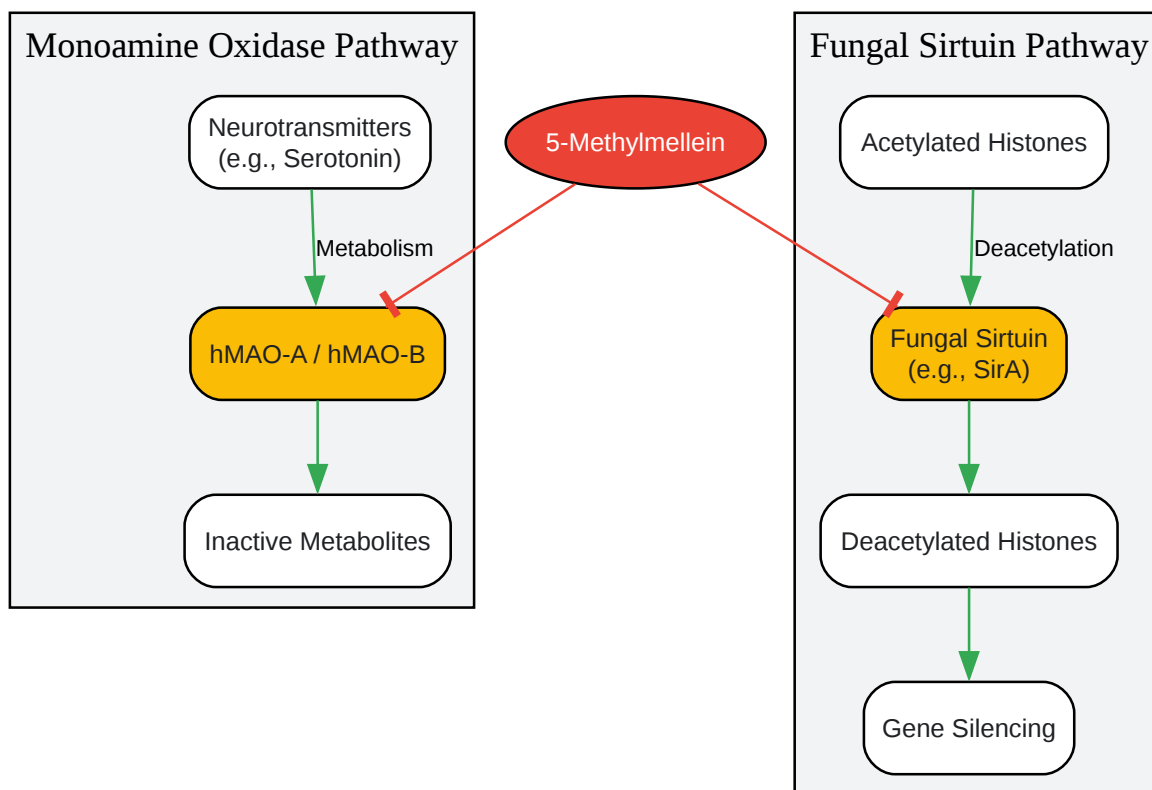 Monoamine Oxidase Pathway
Neurotransmitters
(e.g., Serotonin)
Metabolism
hMAO-A / hMAO-B
Inactive Metabolites
5-Methylmellein
Fungal Sirtuin Pathway
Acetylated Histones
Deacetylation
Fungal Sirtuin
(e.g., SirA)
Deacetylated Histones
Gene Silencing